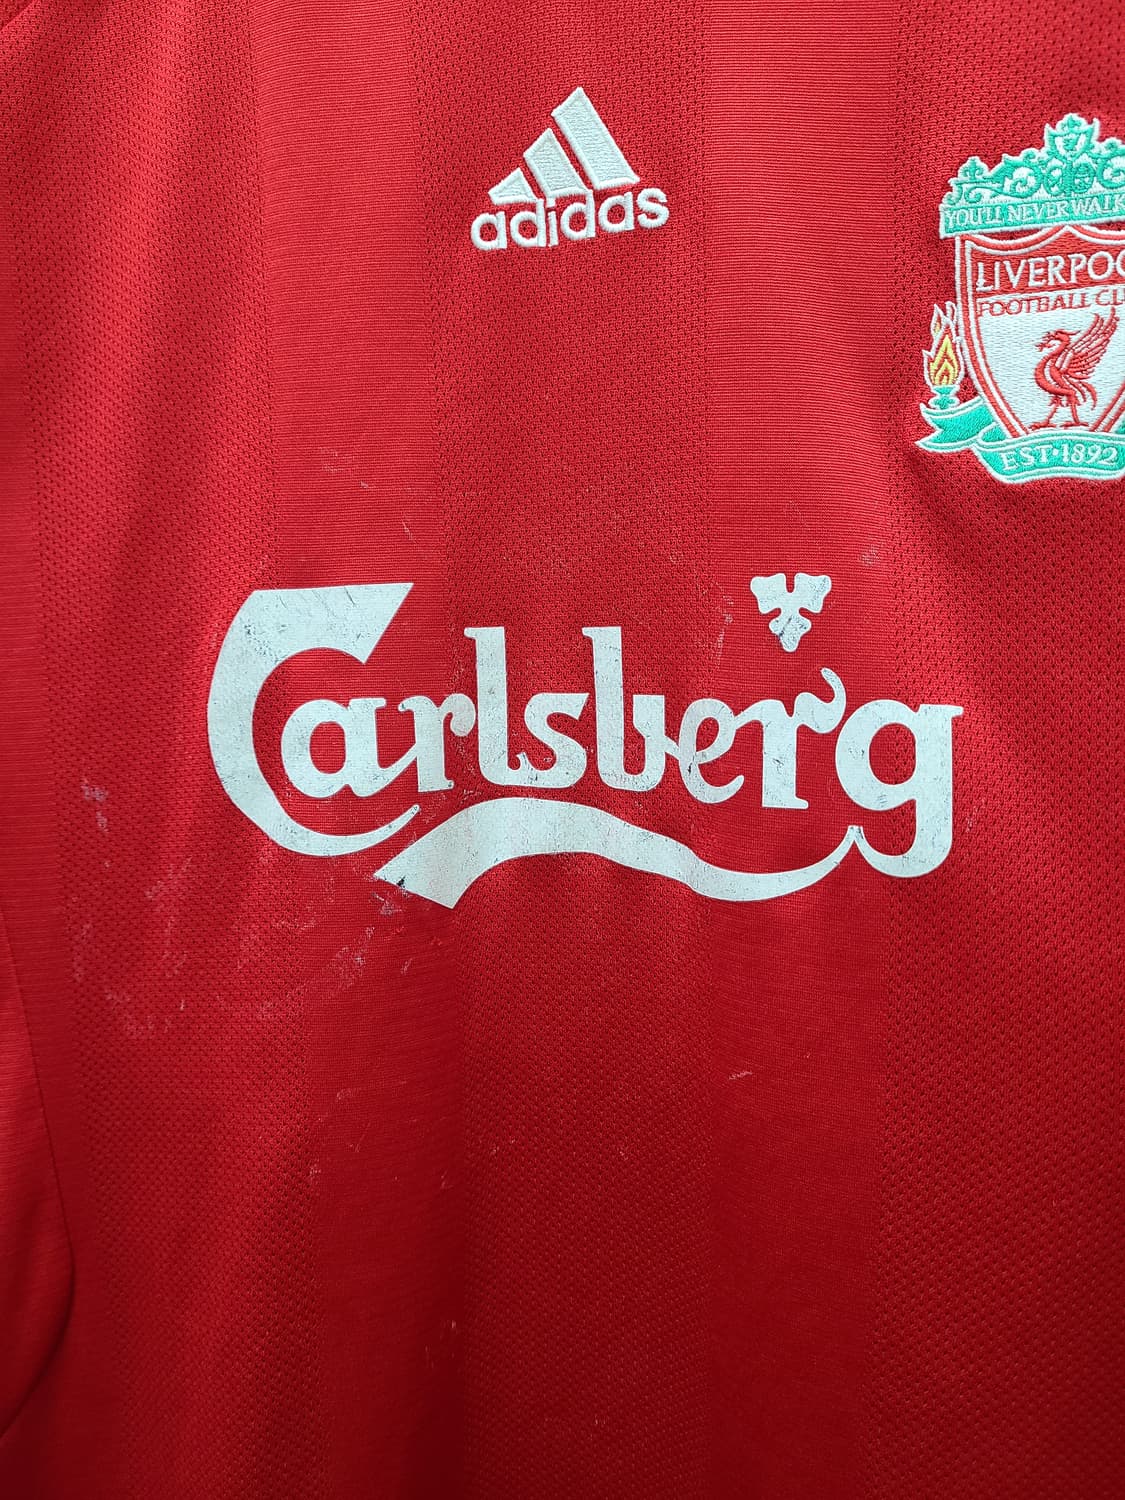 adidas
YOU'LL NEVER WALK
LIVERPOO
FOOTBALL CLU
EST·1892
Carlsberg